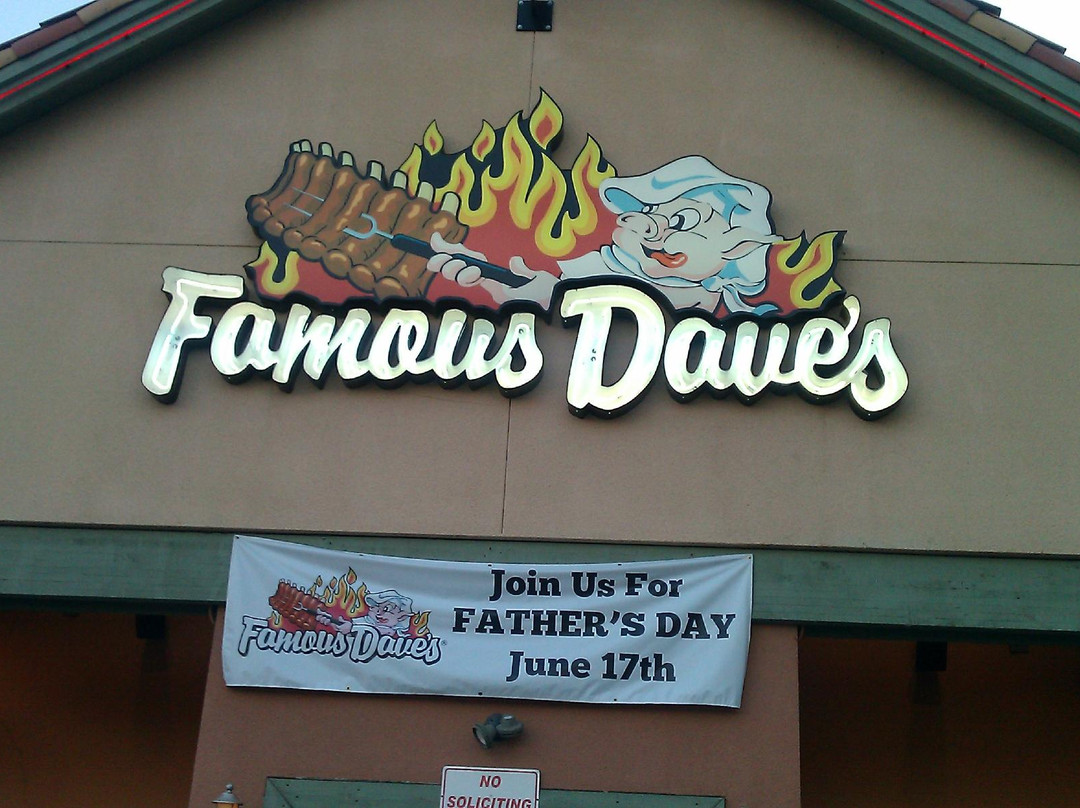 Famous Dave's
Famous Dave's
Join Us For
FATHER'S DAY
June 17th
NO
SOLICITING